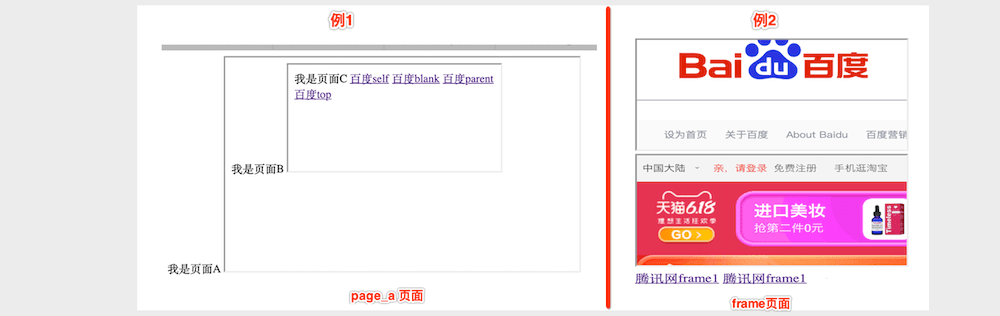 例1
我是页面C 百度self 百度blank 百度parent
百度top
我是页面B
我是页面A
page_a 页面
例2
Baidu百度
设为首页 关于百度 About Baidu 百度营销
中国大陆 亲，请登录 免费注册 手机逛淘宝
天猫6.18
理想生活狂欢季
GO >
进口美妆
抢第二件0元
Timeless
腾讯网frame1 腾讯网frame1
frame页面